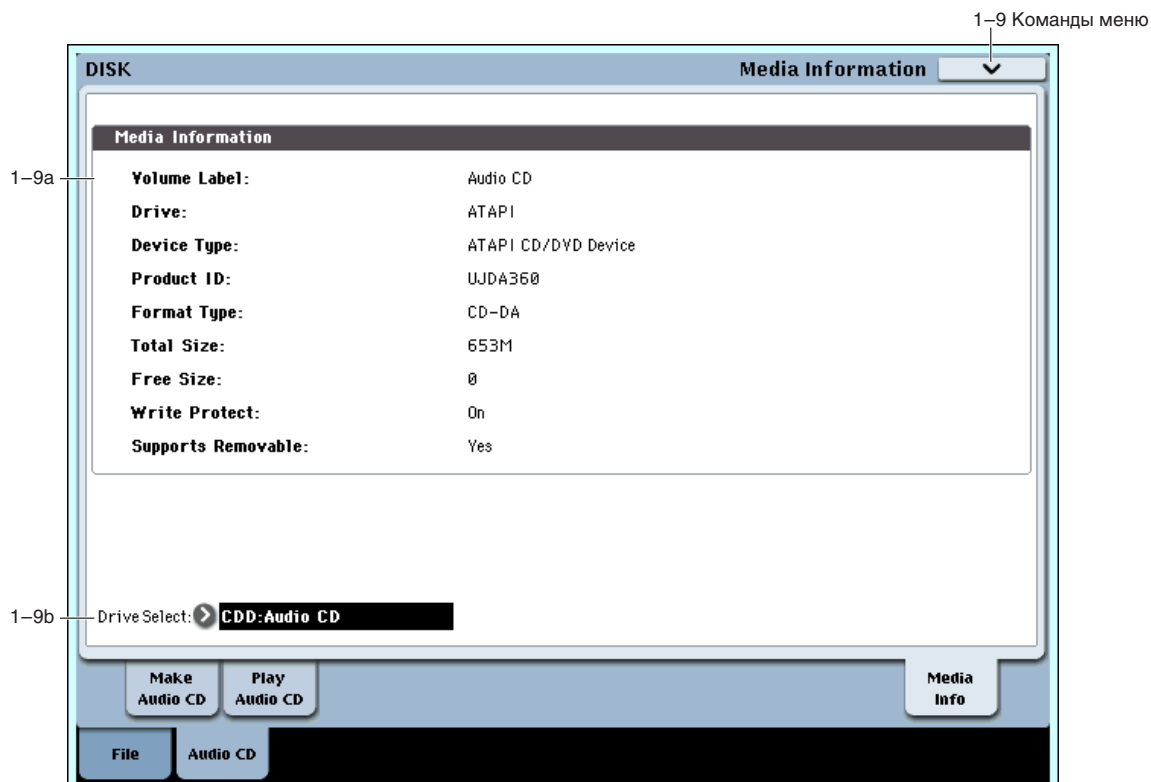 1–9 Команды меню
DISK
Media Information
Media Information
1–9a
Volume Label: Audio CD
Drive: ATAPI
Device Type: ATAPI CD/DVD Device
Product ID: UJDA360
Format Type: CD-DA
Total Size: 653M
Free Size: 0
Write Protect: On
Supports Removable: Yes
1–9b
Drive Select: CDD:Audio CD
Make Audio CD
Play Audio CD
Media Info
File
Audio CD